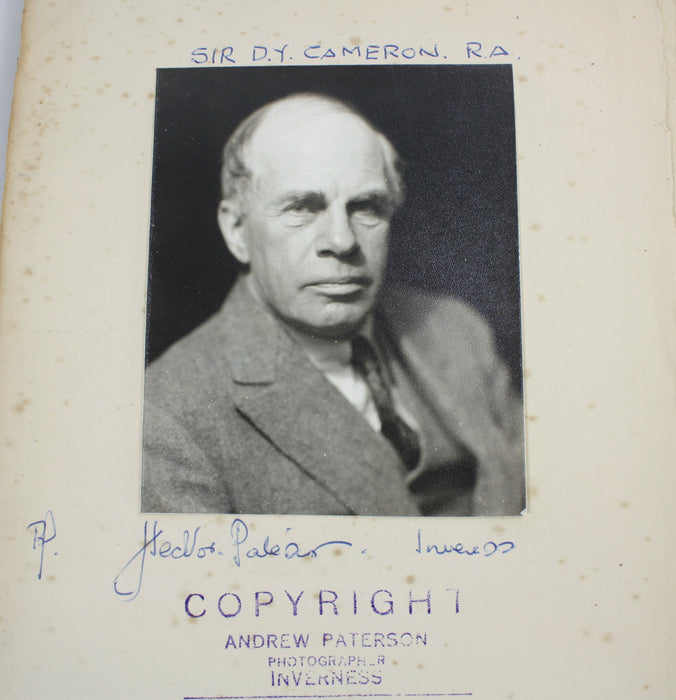 SIR D.Y. CAMERON. R.A.
Hector Paterson. Inverness
COPYRIGHT
ANDREW PATERSON
PHOTOGRAPHER
INVERNESS